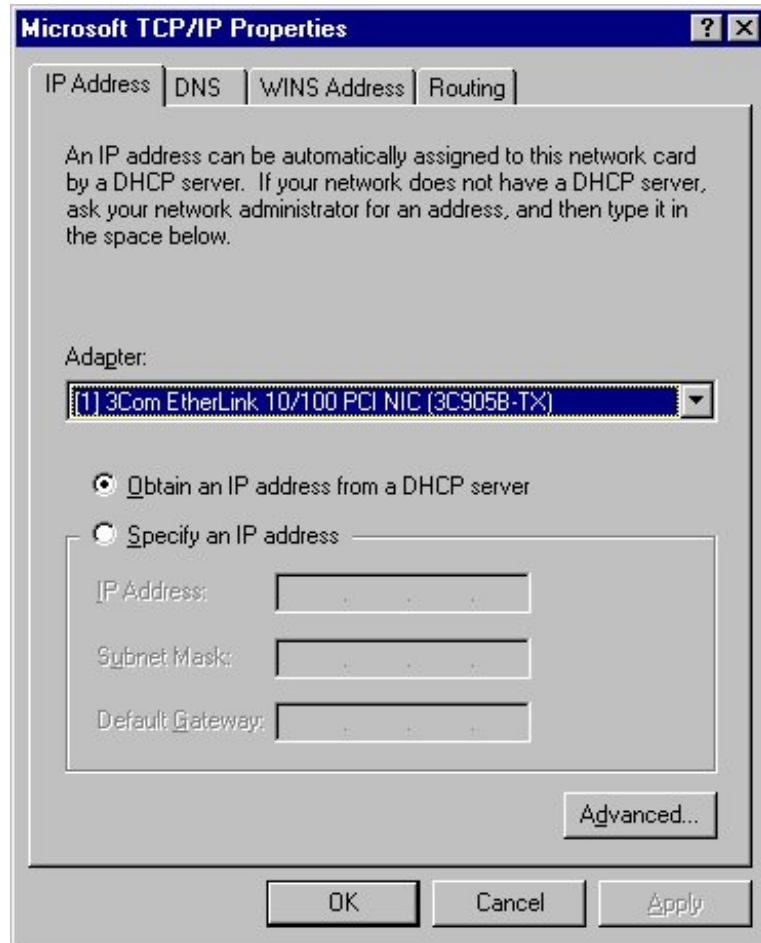 Microsoft TCP/IP Properties
IP Address DNS WINS Address Routing
An IP address can be automatically assigned to this network card
by a DHCP server. If your network does not have a DHCP server,
ask your network administrator for an address, and then type it in
the space below.
Adapter:
[1] 3Com EtherLink 10/100 PCI NIC (3C905B-TX)
Obtain an IP address from a DHCP server
Specify an IP address
IP Address:
Subnet Mask:
Default Gateway:
Advanced...
OK Cancel Apply